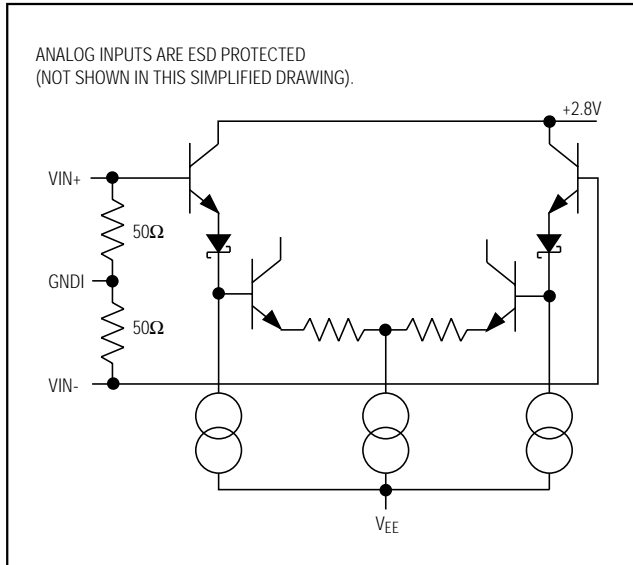 ANALOG INPUTS ARE ESD PROTECTED
(NOT SHOWN IN THIS SIMPLIFIED DRAWING).
+2.8V
VIN+
50Ω
GNDI
50Ω
VIN-
VEE